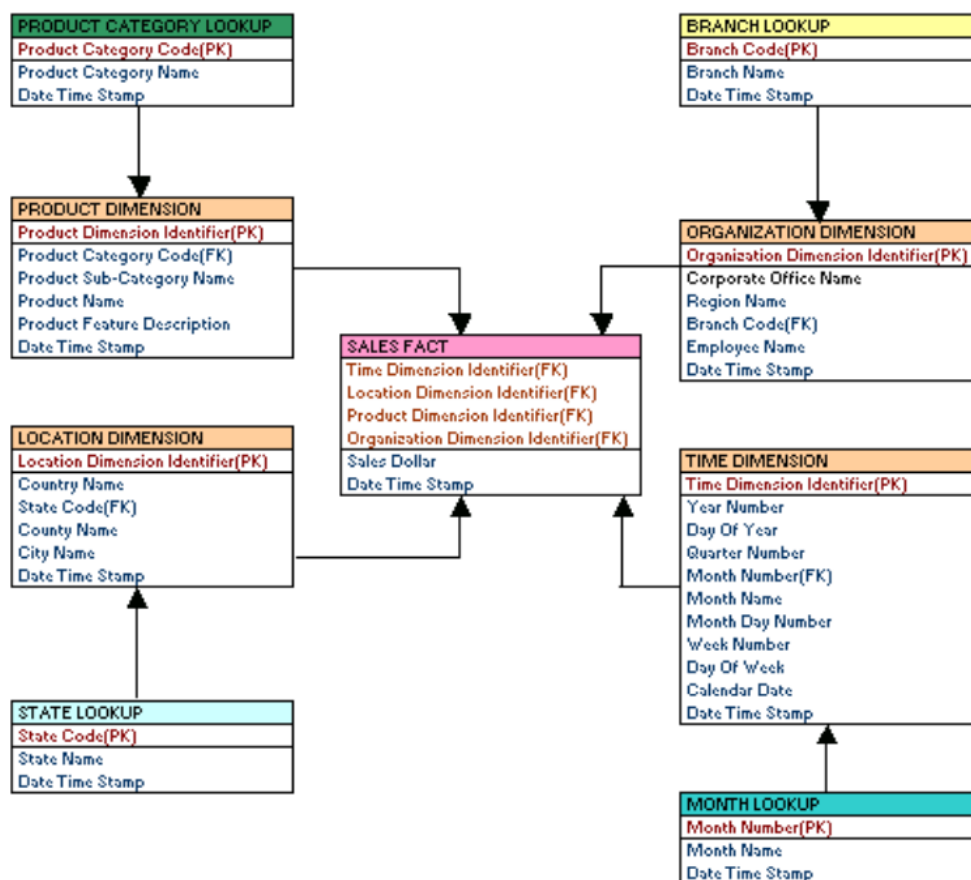 PRODUCT CATEGORY LOOKUP
Product Category Code(PK)
Product Category Name
Date Time Stamp
BRANCH LOOKUP
Branch Code(PK)
Branch Name
Date Time Stamp
PRODUCT DIMENSION
Product Dimension Identifier(PK)
Product Category Code(FK)
Product Sub-Category Name
Product Name
Product Feature Description
Date Time Stamp
ORGANIZATION DIMENSION
Organization Dimension Identifier(PK)
Corporate Office Name
Region Name
Branch Code(FK)
Employee Name
Date Time Stamp
SALES FACT
Time Dimension Identifier(FK)
Location Dimension Identifier(FK)
Product Dimension Identifier(FK)
Organization Dimension Identifier(FK)
Sales Dollar
Date Time Stamp
LOCATION DIMENSION
Location Dimension Identifier(PK)
Country Name
State Code(FK)
County Name
City Name
Date Time Stamp
TIME DIMENSION
Time Dimension Identifier(PK)
Year Number
Day Of Year
Quarter Number
Month Number(FK)
Month Name
Month Day Number
Week Number
Day Of Week
Calendar Date
Date Time Stamp
STATE LOOKUP
State Code(PK)
State Name
Date Time Stamp
MONTH LOOKUP
Month Number(PK)
Month Name
Date Time Stamp